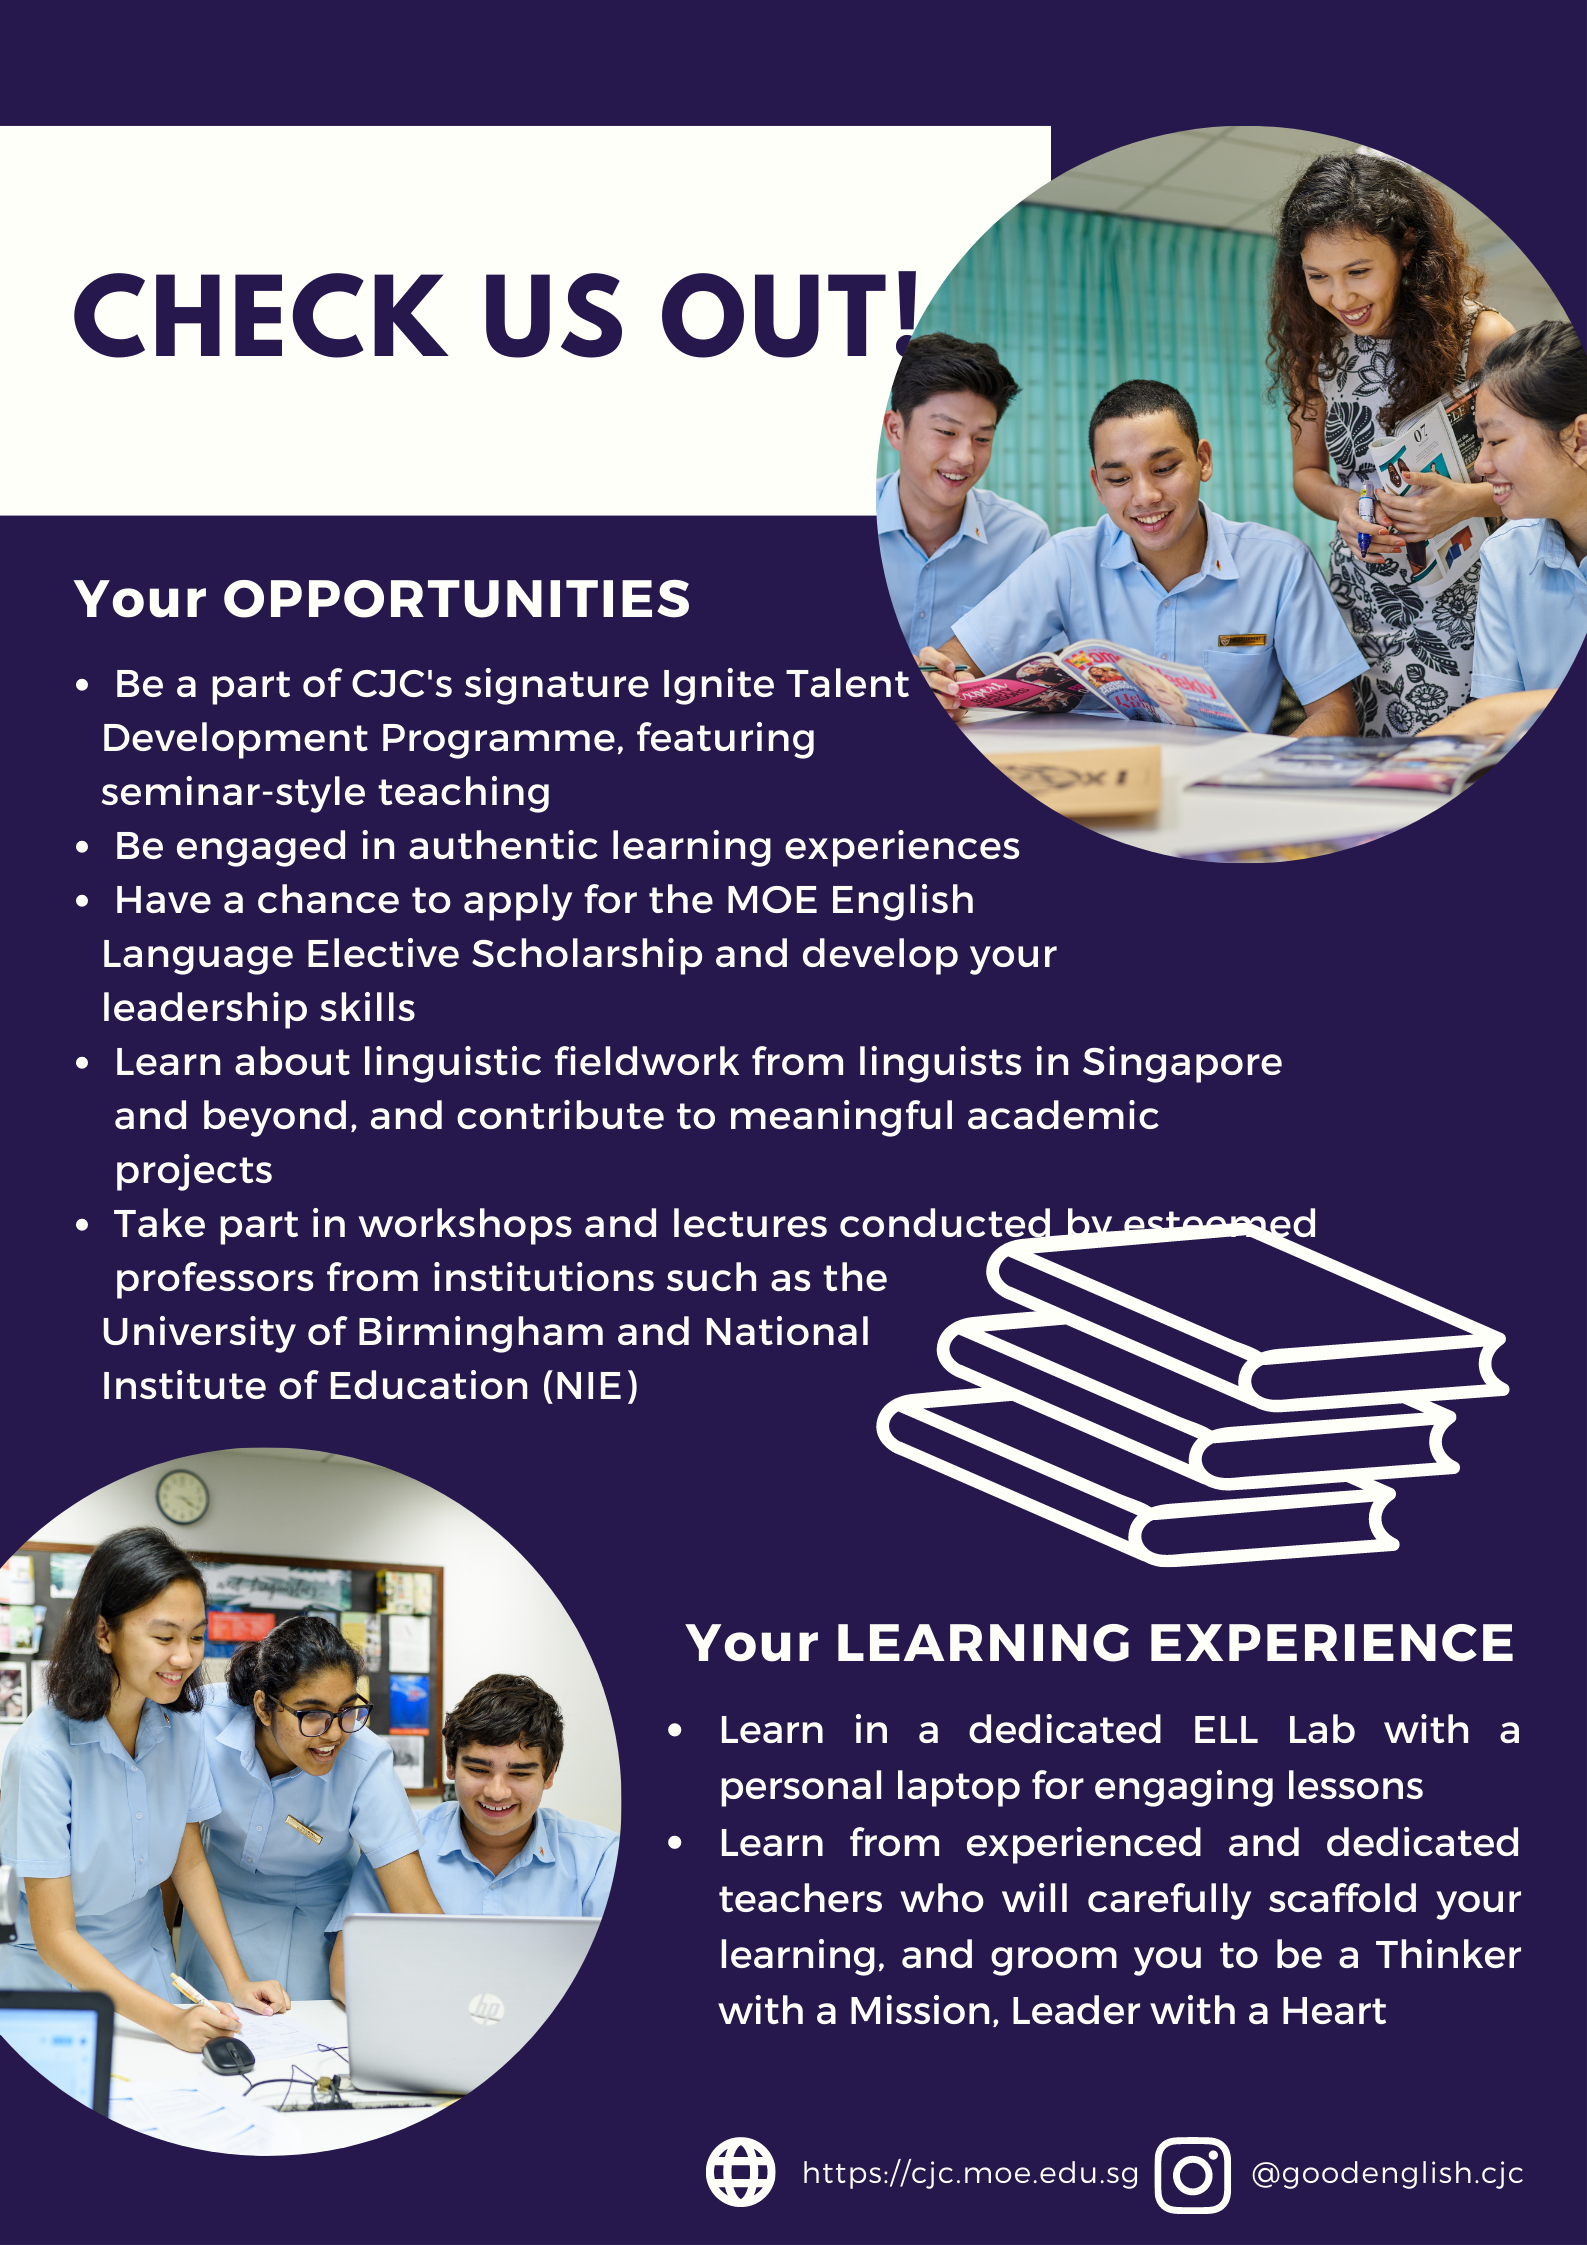 CHECK US OUT!
Your OPPORTUNITIES
• Be a part of CJC's signature Ignite Talent
Development Programme, featuring
seminar-style teaching
• Be engaged in authentic learning experiences
• Have a chance to apply for the MOE English
Language Elective Scholarship and develop your
leadership skills
• Learn about linguistic fieldwork from linguists in Singapore
and beyond, and contribute to meaningful academic
projects
• Take part in workshops and lectures conducted by esteemed
professors from institutions such as the
University of Birmingham and National
Institute of Education (NIE)
07
hp
Your LEARNING EXPERIENCE
• Learn in a dedicated ELL Lab with a
personal laptop for engaging lessons
• Learn from experienced and dedicated
teachers who will carefully scaffold your
learning, and groom you to be a Thinker
with a Mission, Leader with a Heart
https://cjc.moe.edu.sg
@goodenglish.cjc